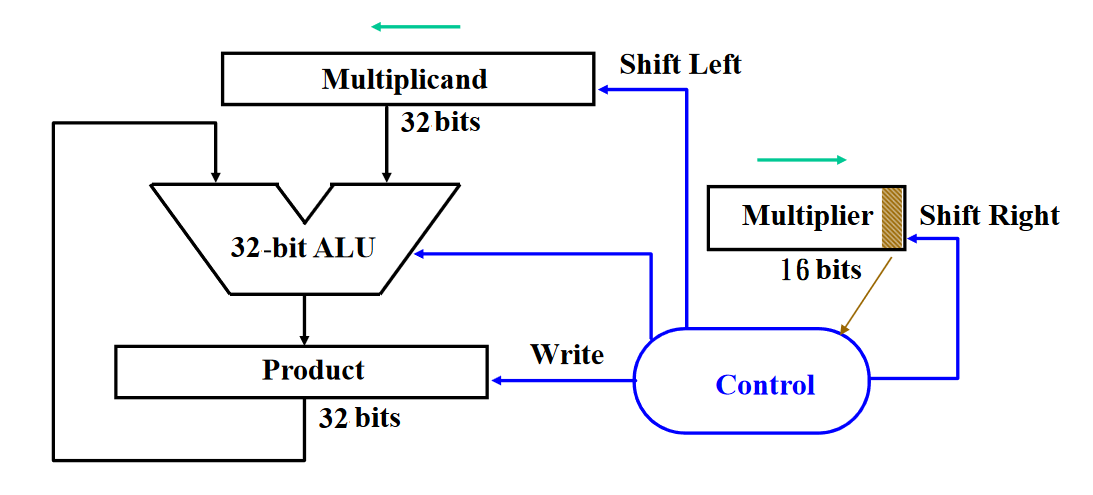 Shift Left
Multiplicand
32 bits
Multiplier
Shift Right
32-bit ALU
16 bits
Write
Product
Control
32 bits